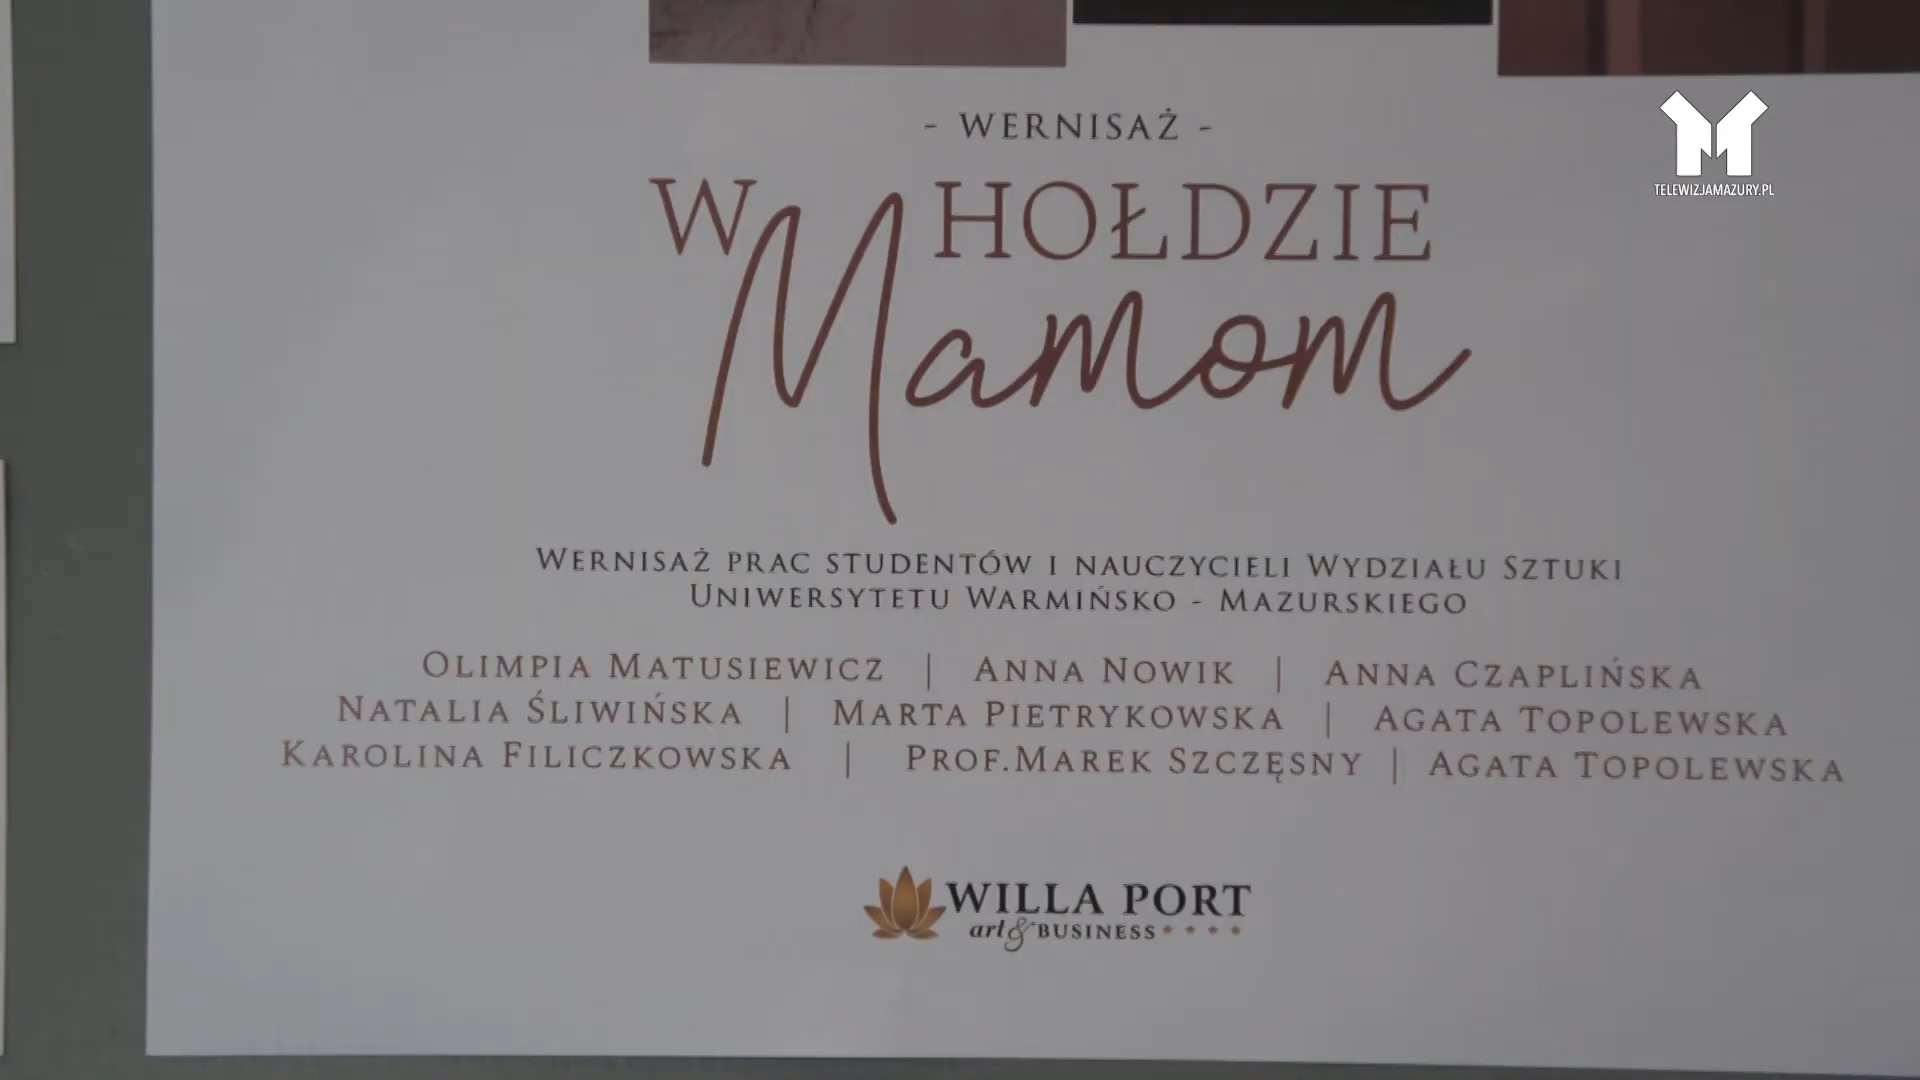 - WERNISAŻ -
TELEWIZJAMAZURY.PL
W HOŁDZIE
Mamom
WERNISAŻ PRAC STUDENTÓW I NAUCZYCIELI WYDZIAŁU SZTUKI
UNIWERSYTETU WARMIŃSKO - MAZURSKIEGO
OLIMPIA MATUSIEWICZ | ANNA NOWIK | ANNA CZAPLIŃSKA
NATALIA ŚLIWIŃSKA | MARTA PIETRYKOWSKA | AGATA TOPOLEWSKA
KAROLINA FILICZKOWSKA | PROF.MAREK SZCZĘSNY | AGATA TOPOLEWSKA
WILLA PORT
art & BUSINESS